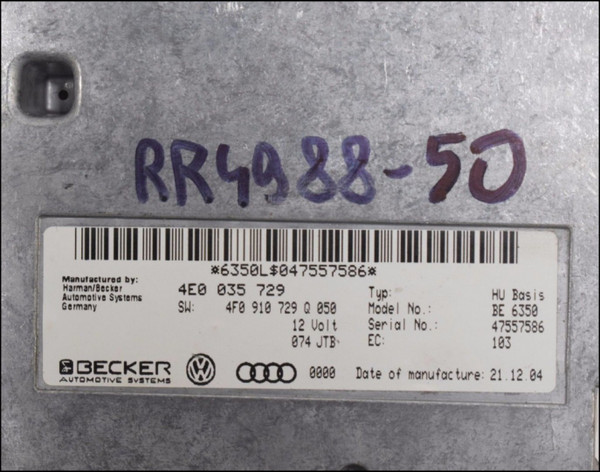 RR4988-50
*6350L$047557586*
Manufactured by:
Harman/Becker
Automotive Systems
Germany
4E0 035 729
SW: 4F0 910 729 Q 050
12 Volt
074 JTB
Typ: HU Basis
Model No.: BE 6350
Serial No.: 47557586
EC: 103
BECKER
AUTOMOTIVE SYSTEMS
0000
Date of manufacture: 21.12.04